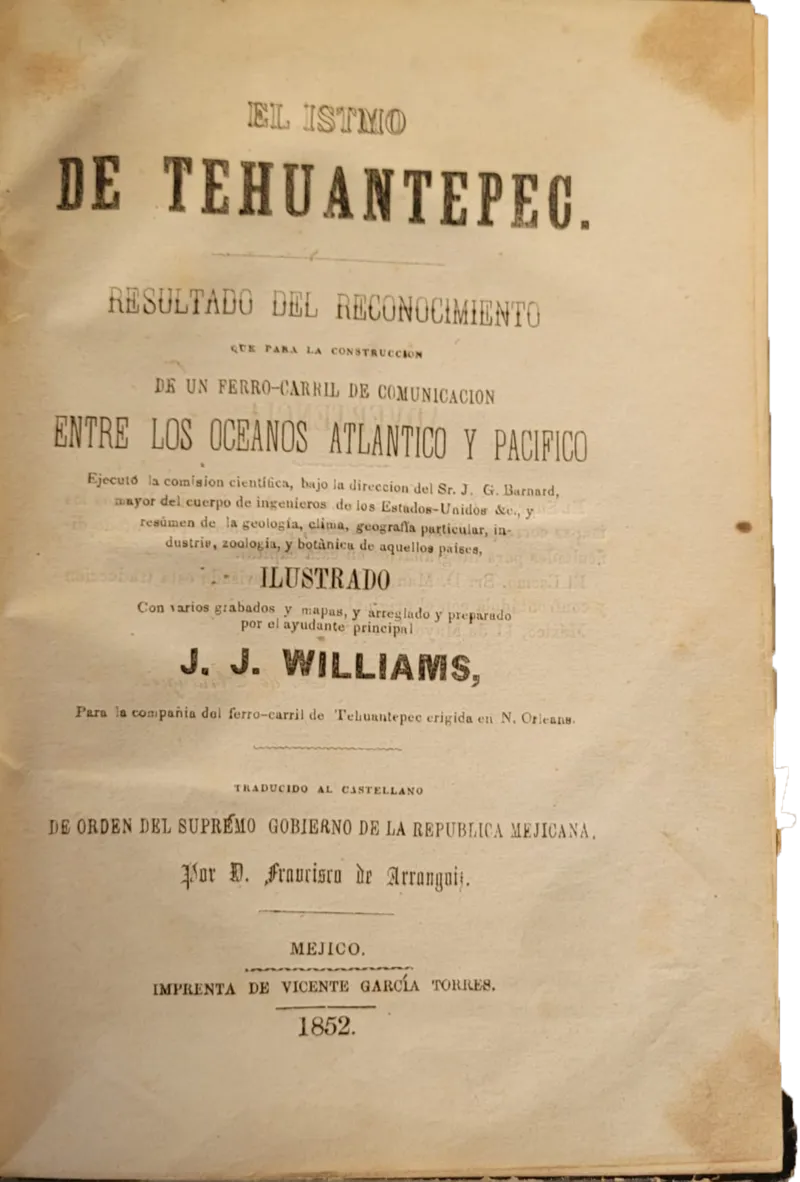 EL ISTMO
DE TEHUANTEPEC.
RESULTADO DEL RECONOCIMIENTO
QUE PARA LA CONSTRUCCION
DE UN FERRO-CARRIL DE COMUNICACION
ENTRE LOS OCEANOS ATLANTICO Y PACIFICO
Ejecutó la comision científica, bajo la direccion del Sr. J. G. Barnard,
mayor del cuerpo de ingenieros de los Estados-Unidos &c., y
resúmen de la geología, clima, geografía particular, in-
dustria, zoologia, y botànica de aquellos paises,
ILUSTRADO
Con varios grabados y mapas, y arreglado y preparado
por el ayudante principal
J. J. WILLIAMS,
Para la compañia del ferro-carril de Tehuantepec erigida en N. Orleans.
TRADUCIDO AL CASTELLANO
DE ORDEN DEL SUPRÉMO GOBIERNO DE LA REPUBLICA MEJICANA,
Por D. Francisco de Arrangoiz.
MEJICO.
IMPRENTA DE VICENTE GARCÍA TORRES.
1852.